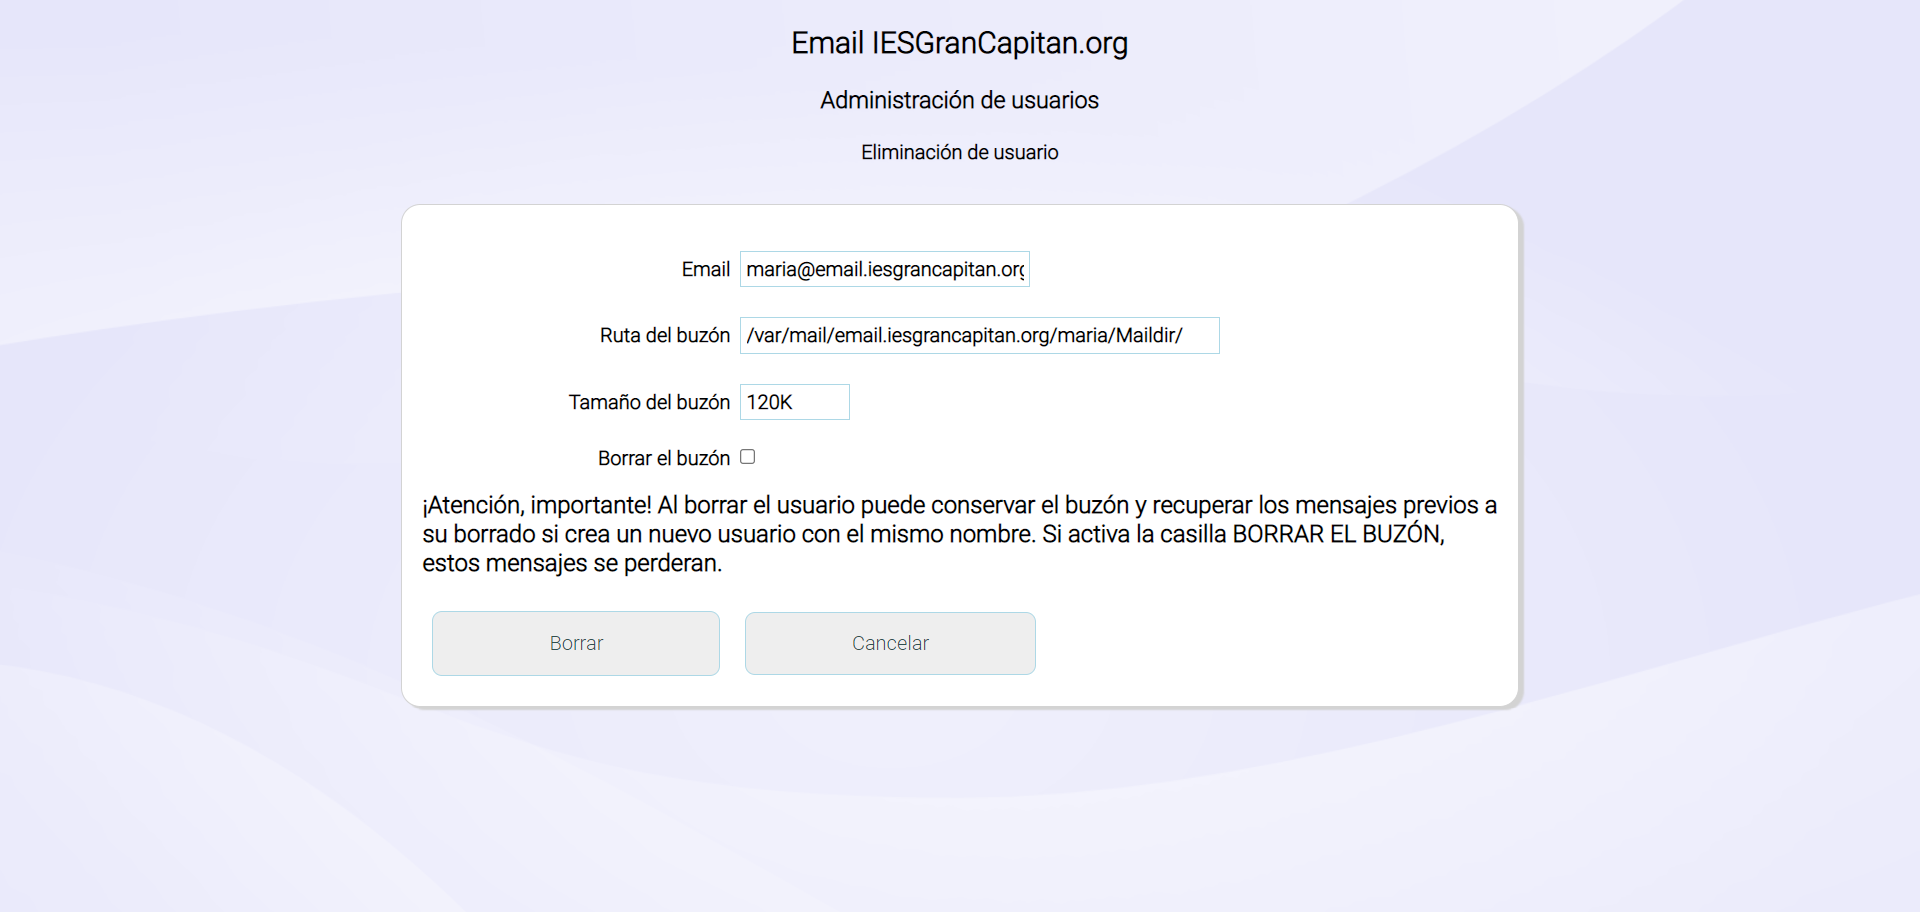 Email IESGranCapitan.org
Administración de usuarios
Eliminación de usuario
Email maria@email.iesgrancapitan.org
Ruta del buzón /var/mail/email.iesgrancapitan.org/maria/Maildir/
Tamaño del buzón 120K
Borrar el buzón
¡Atención, importante! Al borrar el usuario puede conservar el buzón y recuperar los mensajes previos a
su borrado si crea un nuevo usuario con el mismo nombre. Si activa la casilla BORRAR EL BUZÓN,
estos mensajes se perderan.
Borrar Cancelar